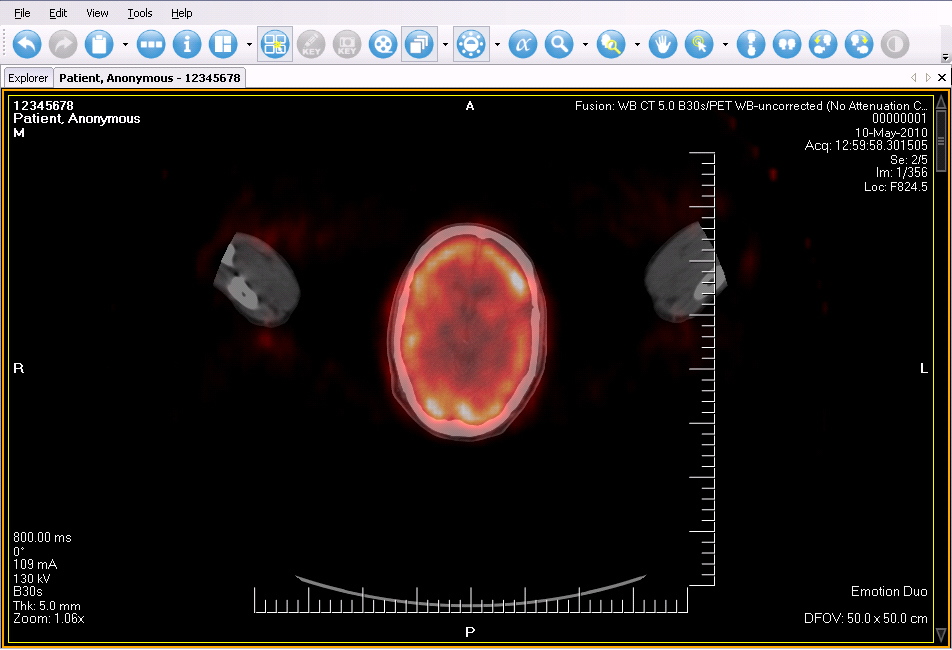 File Edit View Tools Help
KEY KEY
Explorer Patient, Anonymous - 12345678
12345678 A Fusion: WB CT 5.0 B30s/PET WB-uncorrected (No Attenuation C...
Patient, Anonymous 00000001
M 10-May-2010
Acq: 12:59:58.301505
Se: 2/5
Im: 1/356
Loc: F824.5
R L
800.00 ms
0°
109 mA
130 kV
B30s Emotion Duo
Thk: 5.0 mm
Zoom: 1.06x DFOV: 50.0 x 50.0 cm
P